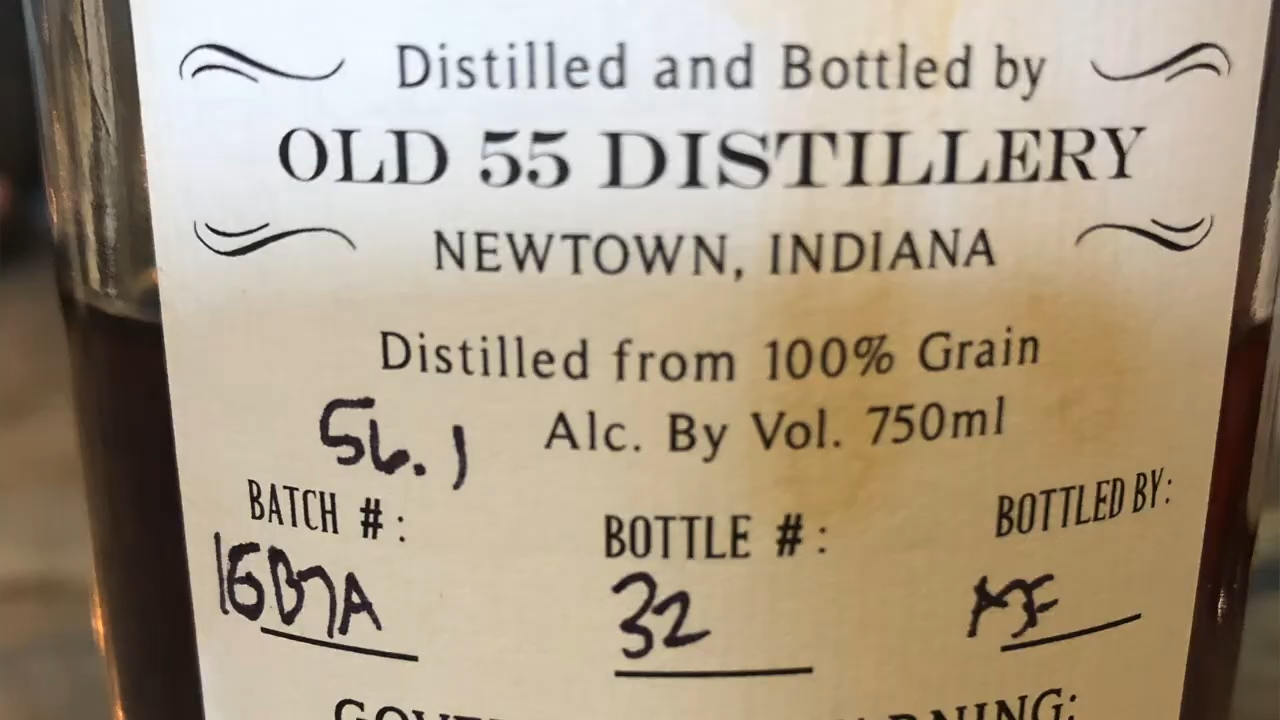 Distilled and Bottled by
OLD 55 DISTILLERY
NEWTOWN, INDIANA
Distilled from 100% Grain
56.1 Alc. By Vol. 750ml
BATCH #: BOTTLE #: BOTTLED BY:
16B7A 32